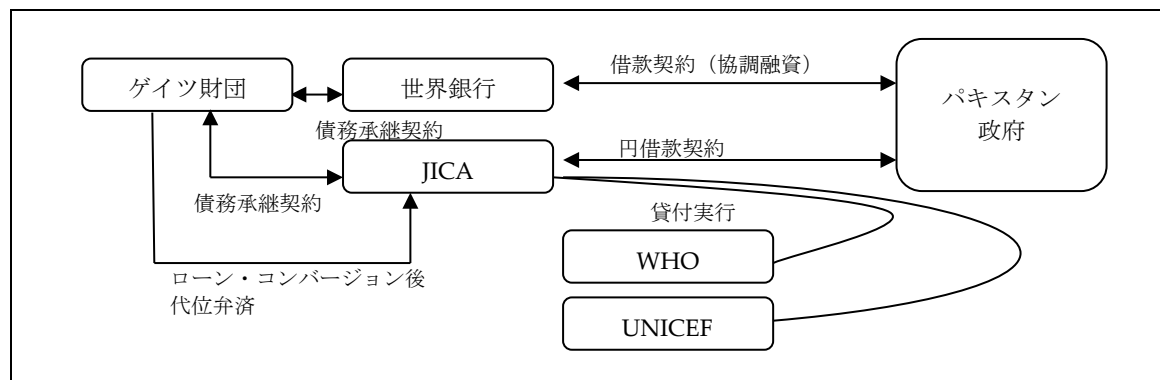 ゲイツ財団
世界銀行
借款契約（協調融資）
パキスタン
政府
債務承継契約
JICA
円借款契約
債務承継契約
貸付実行
WHO
ローン・コンバージョン後
代位弁済
UNICEF